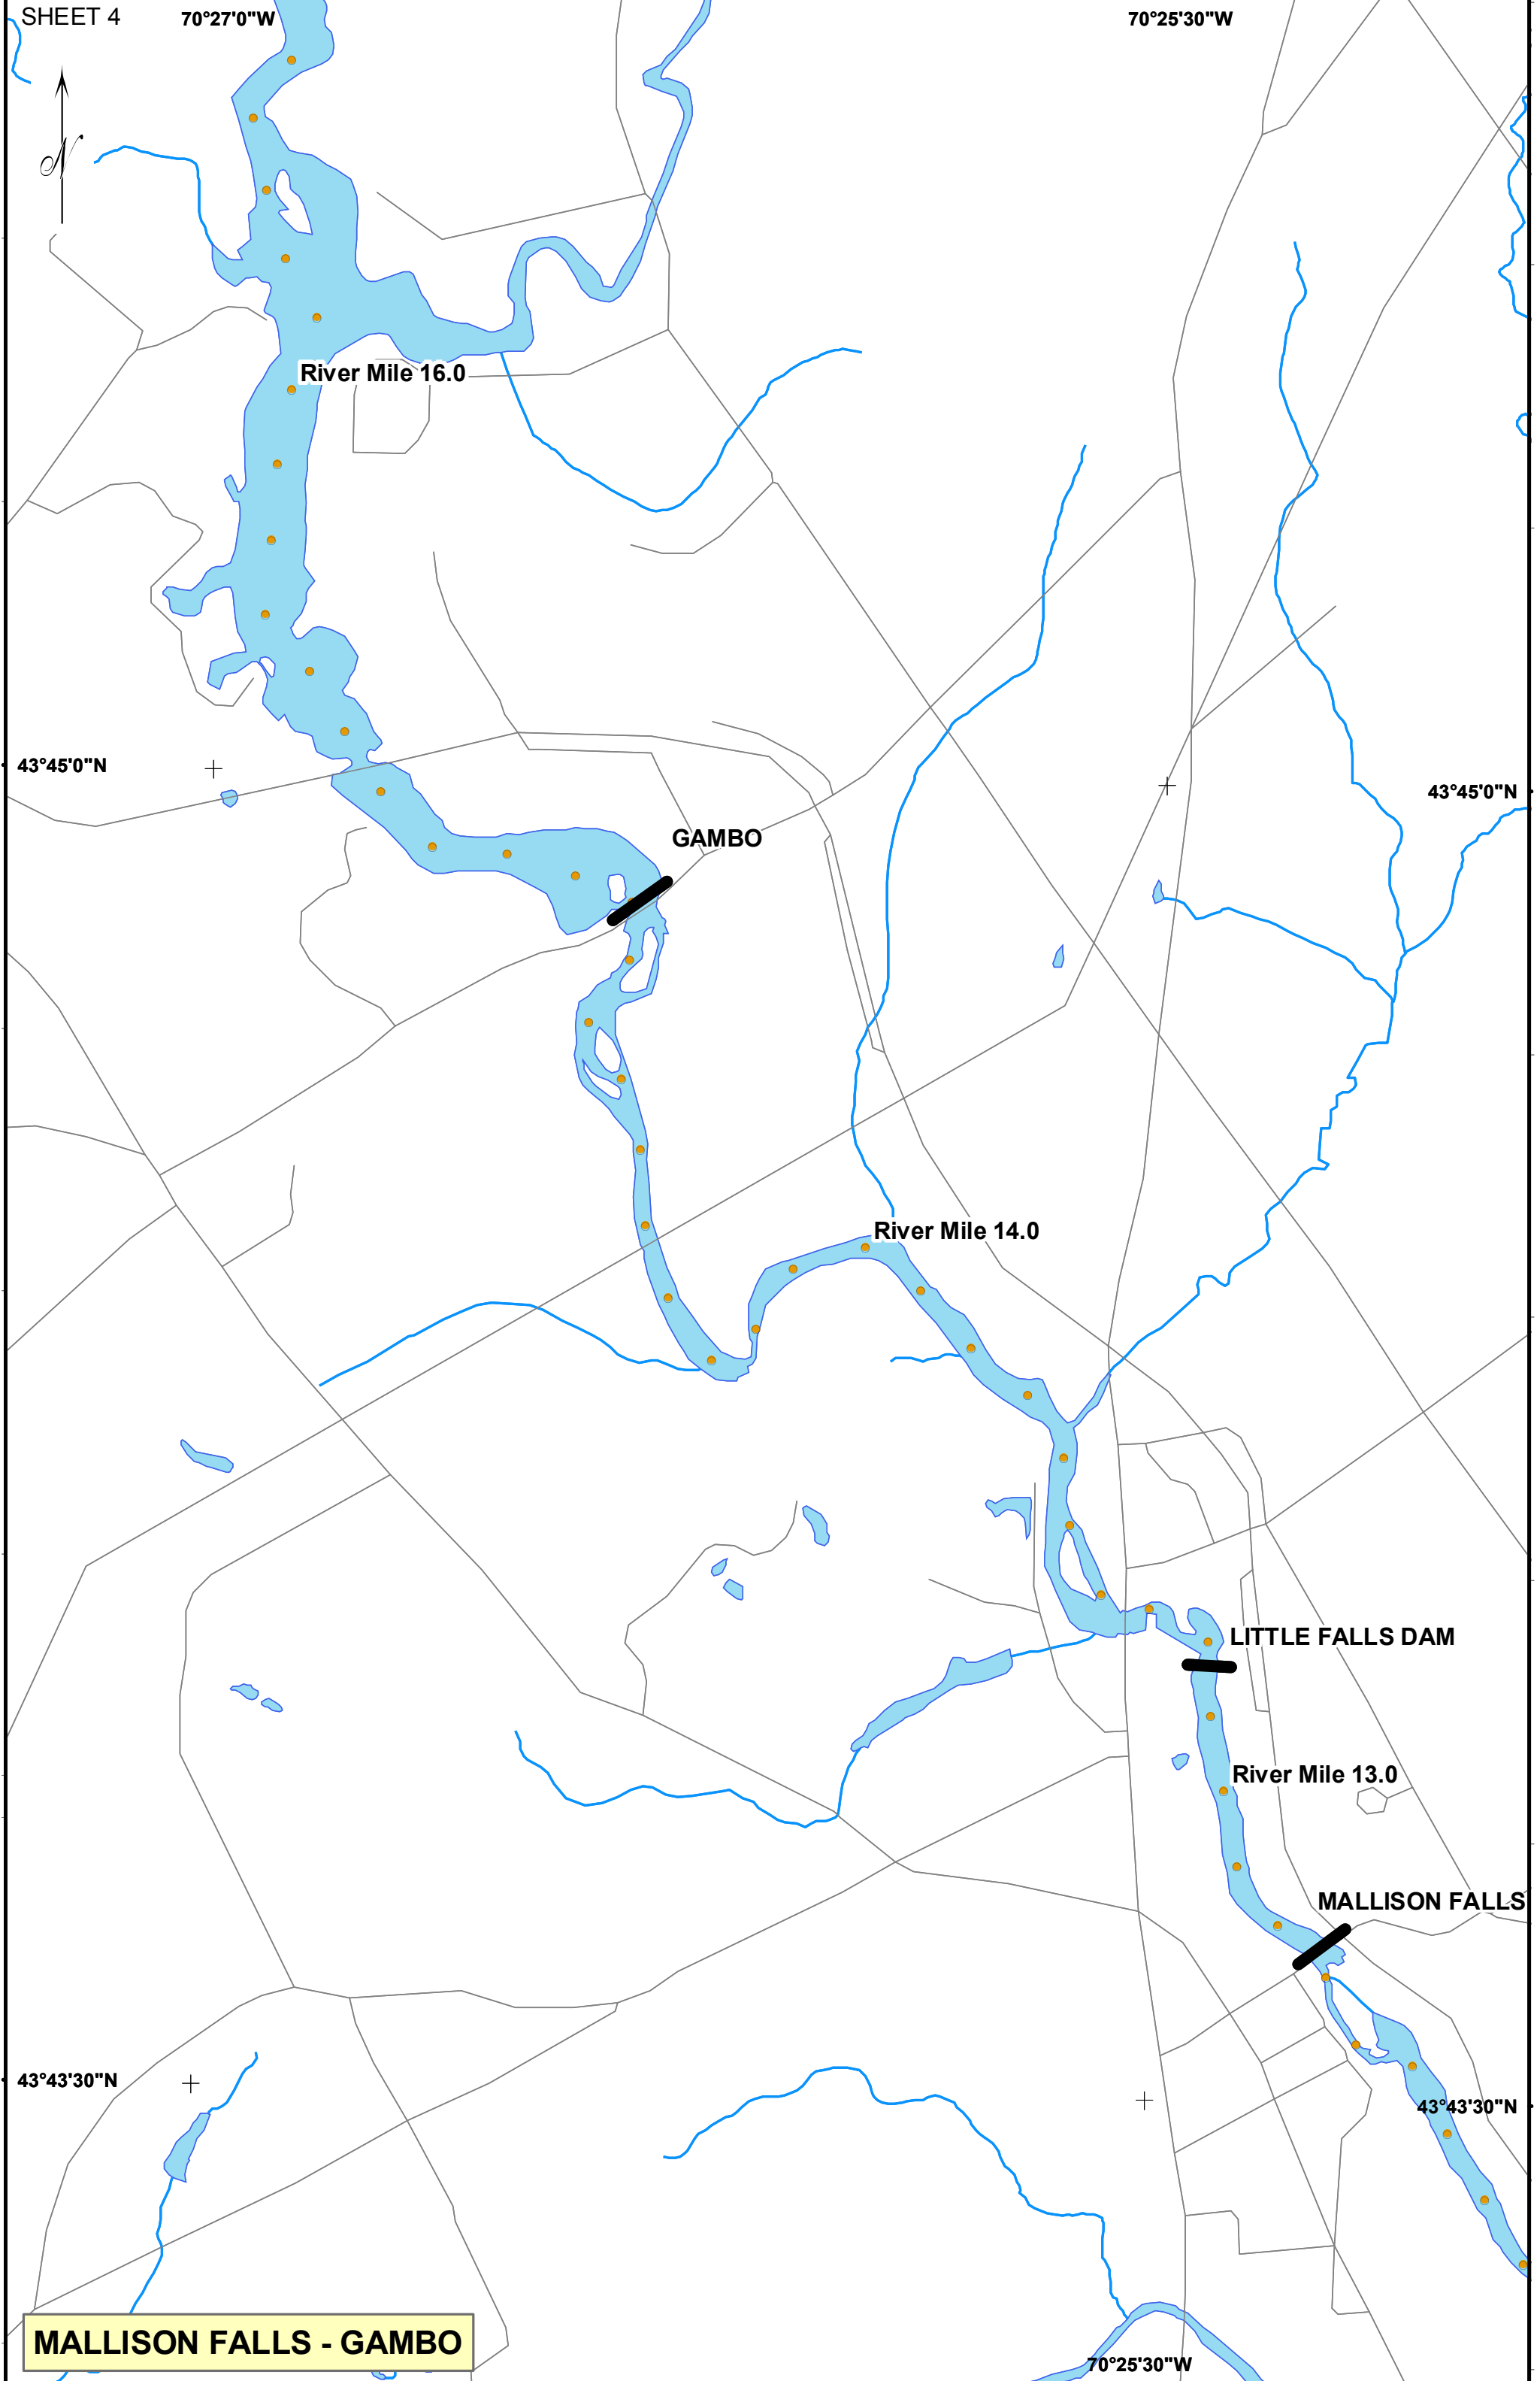 SHEET 4
70°27'0"W
70°25'30"W
N
River Mile 16.0
43°45'0"N
43°45'0"N
GAMBO
River Mile 14.0
LITTLE FALLS DAM
River Mile 13.0
MALLISON FALLS
43°43'30"N
43°43'30"N
MALLISON FALLS - GAMBO
70°25'30"W